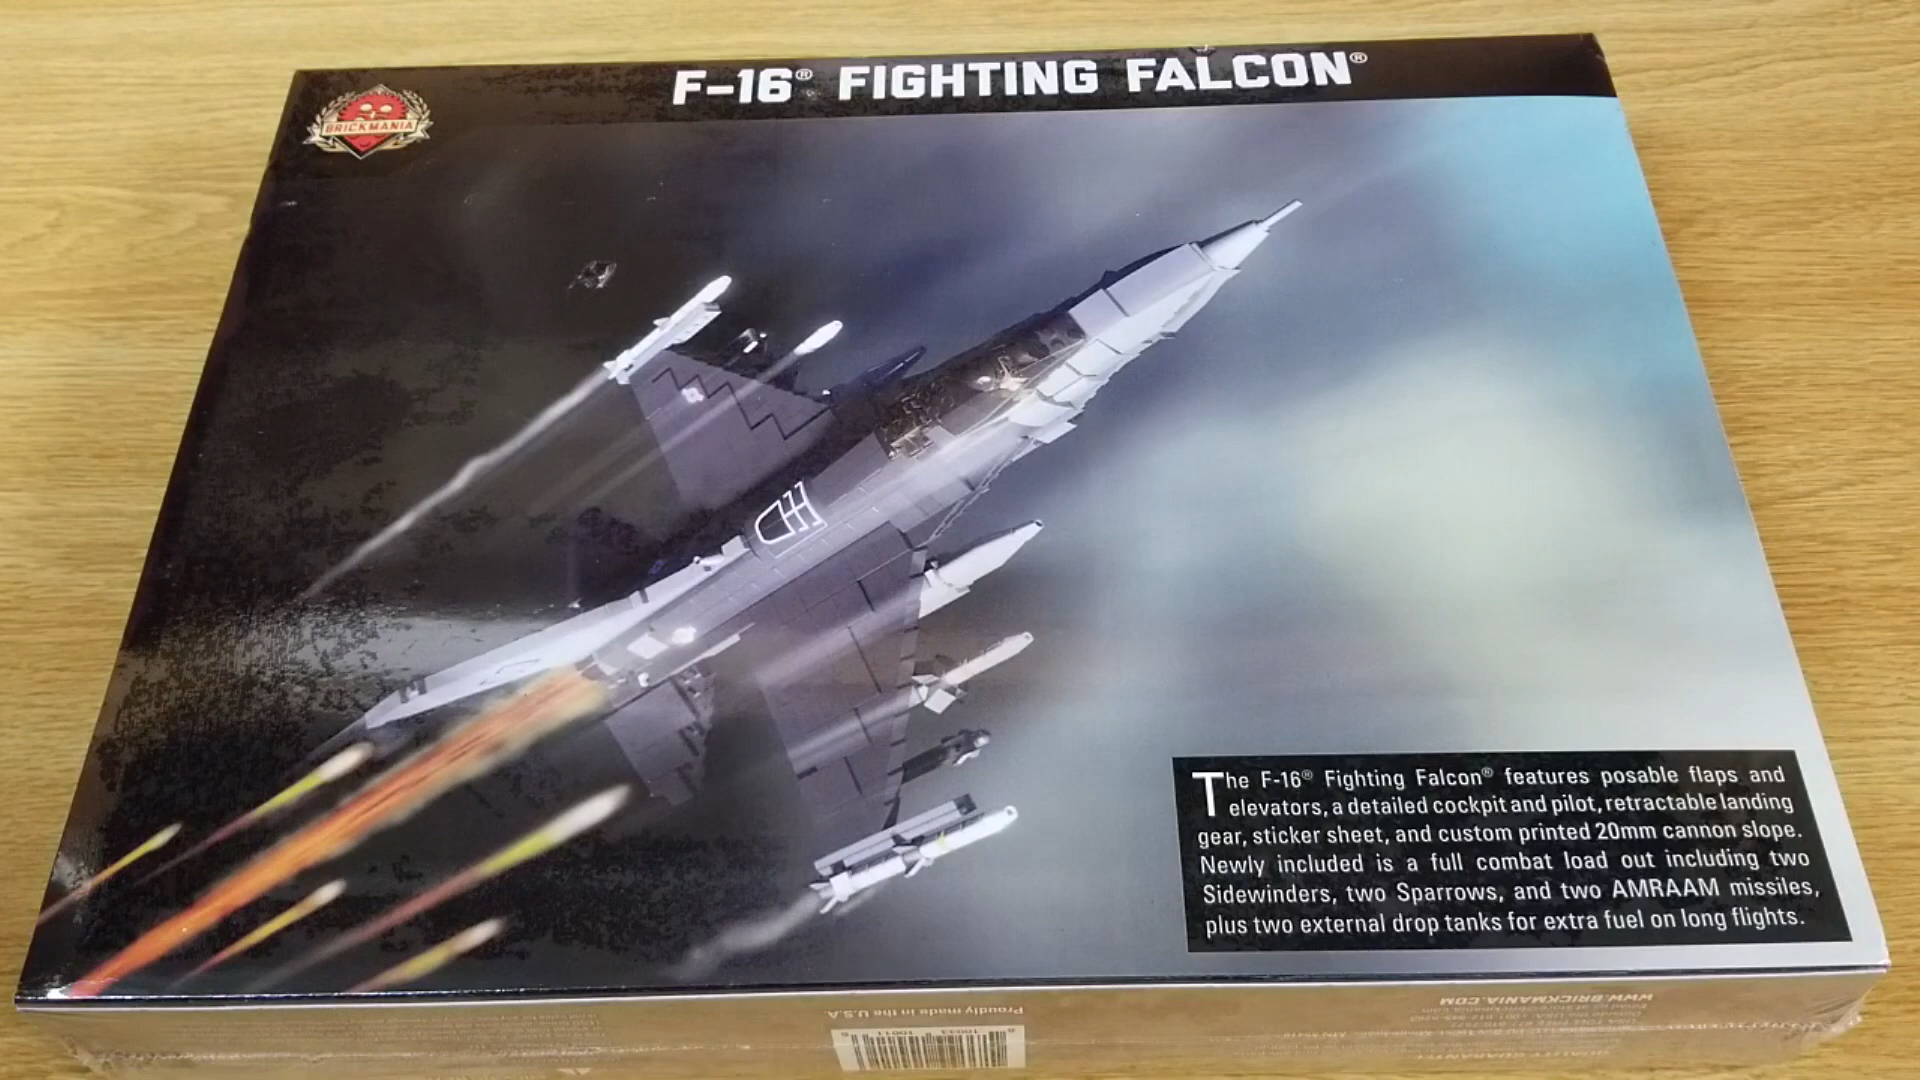 F-16® FIGHTING FALCON®
BRICKMANIA
The F-16® Fighting Falcon® features posable flaps and
elevators, a detailed cockpit and pilot, retractable landing
gear, sticker sheet, and custom printed 20mm cannon slope.
Newly included is a full combat load out including two
Sidewinders, two Sparrows, and two AMRAAM missiles,
plus two external drop tanks for extra fuel on long flights.
Proudly made in the U.S.A
WWW.BRICKMANIA.COM
QUALITY GUARANTY